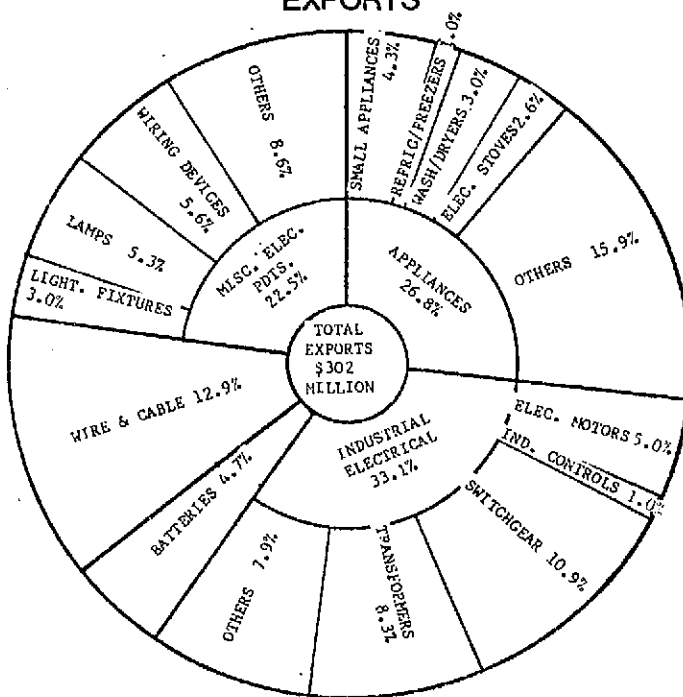 EXPORTS
SMALL APPLIANCES
4.3%
REFRIG/FREEZERS .0%
WASH/DRYERS.3.0%
ELEC. STOVES2.6%
OTHERS 15.9%
APPLIANCES
26.8%
OTHERS 8.6%
WIRING DEVICES
5.6%
LAMPS 5.3%
LIGHT. FIXTURES
3.0%
MISC. ELEC.
PDTS.
22.5%
TOTAL
EXPORTS
$302
MILLION
WIRE & CABLE 12.9%
BATTERIES 4.7%
INDUSTRIAL
ELECTRICAL
33.1%
ELEC. MOTORS 5.0%
IND. CONTROLS 1.0%
SWITCHGEAR 10.9%
TRANSFORMERS
8.3%
OTHERS 7.9%